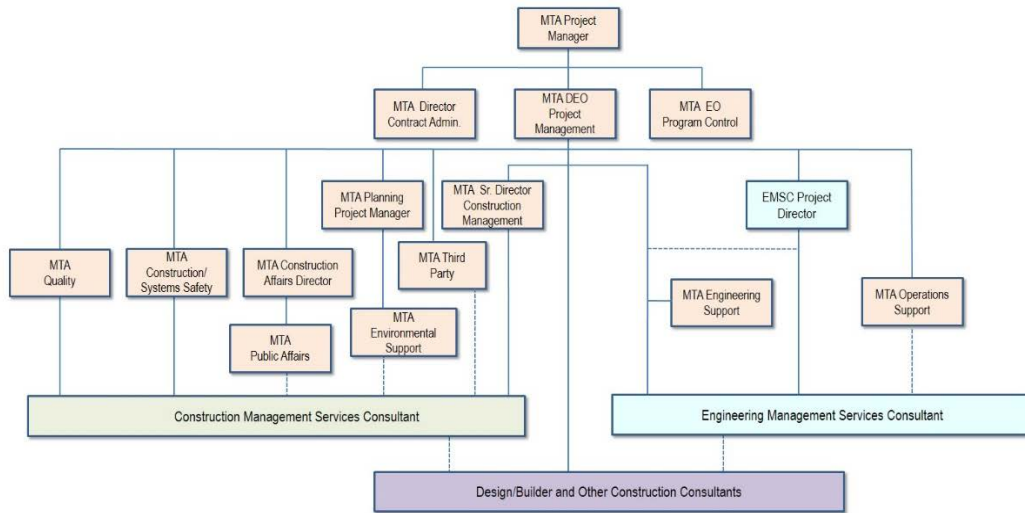 MTA Project
Manager
MTA Director
Contract Admin.
MTA DEO
Project
Management
MTA EO
Program Control
MTA Planning
Project Manager
MTA Sr. Director
Construction
Management
EMSC Project
Director
MTA
Quality
MTA
Construction/
Systems Safety
MTA Construction
Affairs Director
MTA Third
Party
MTA Engineering
Support
MTA Operations
Support
MTA
Public Affairs
MTA
Environmental
Support
Construction Management Services Consultant
Engineering Management Services Consultant
Design/Builder and Other Construction Consultants